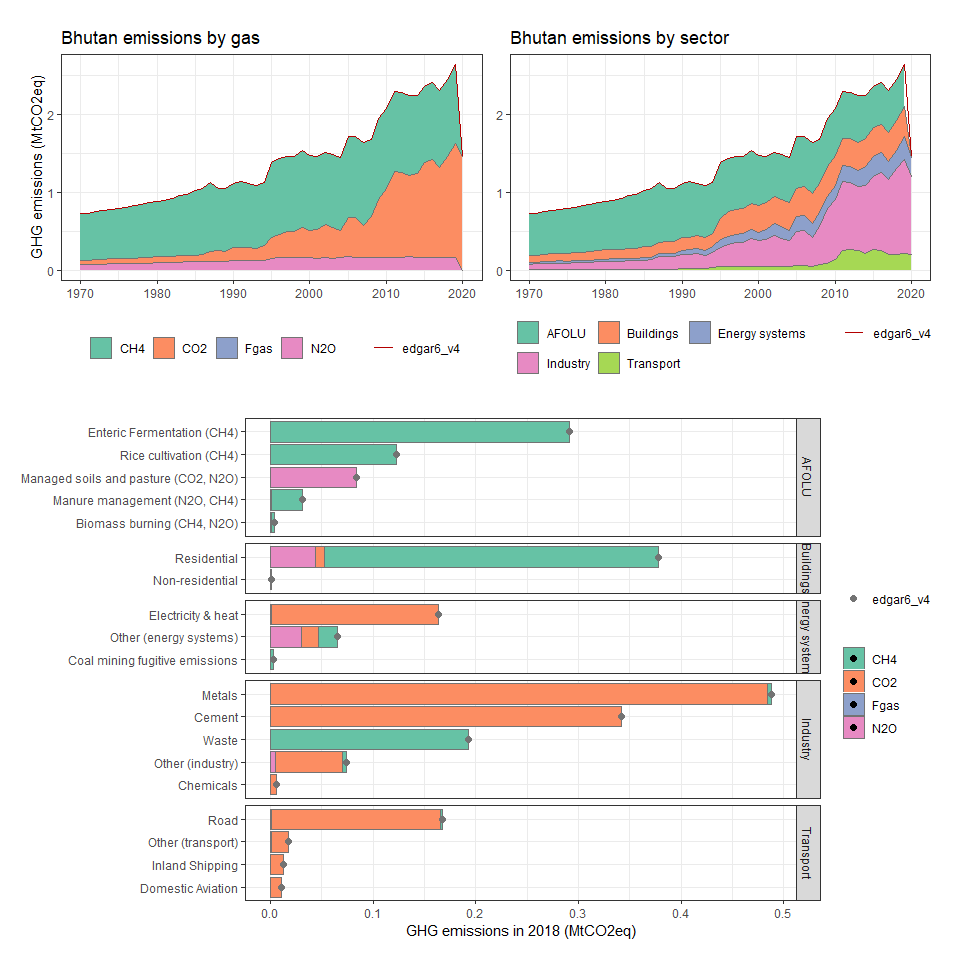 Bhutan emissions by gas
Bhutan emissions by sector
GHG emissions (MtCO2eq)
2
1
0
1970 1980 1990 2000 2010 2020
2
1
0
1970 1980 1990 2000 2010 2020
CH4 CO2 Fgas N2O edgar6_v4
AFOLU Buildings Energy systems edgar6_v4
Industry Transport
Enteric Fermentation (CH4)
Rice cultivation (CH4)
Managed soils and pasture (CO2, N2O)
Manure management (N2O, CH4)
Biomass burning (CH4, N2O)
AFOLU
Residential
Non-residential
Buildings
Electricity & heat
Other (energy systems)
Coal mining fugitive emissions
nergy system
Metals
Cement
Waste
Other (industry)
Chemicals
Industry
Road
Other (transport)
Inland Shipping
Domestic Aviation
Transport
0.0 0.1 0.2 0.3 0.4 0.5
GHG emissions in 2018 (MtCO2eq)
edgar6_v4
CH4
CO2
Fgas
N2O